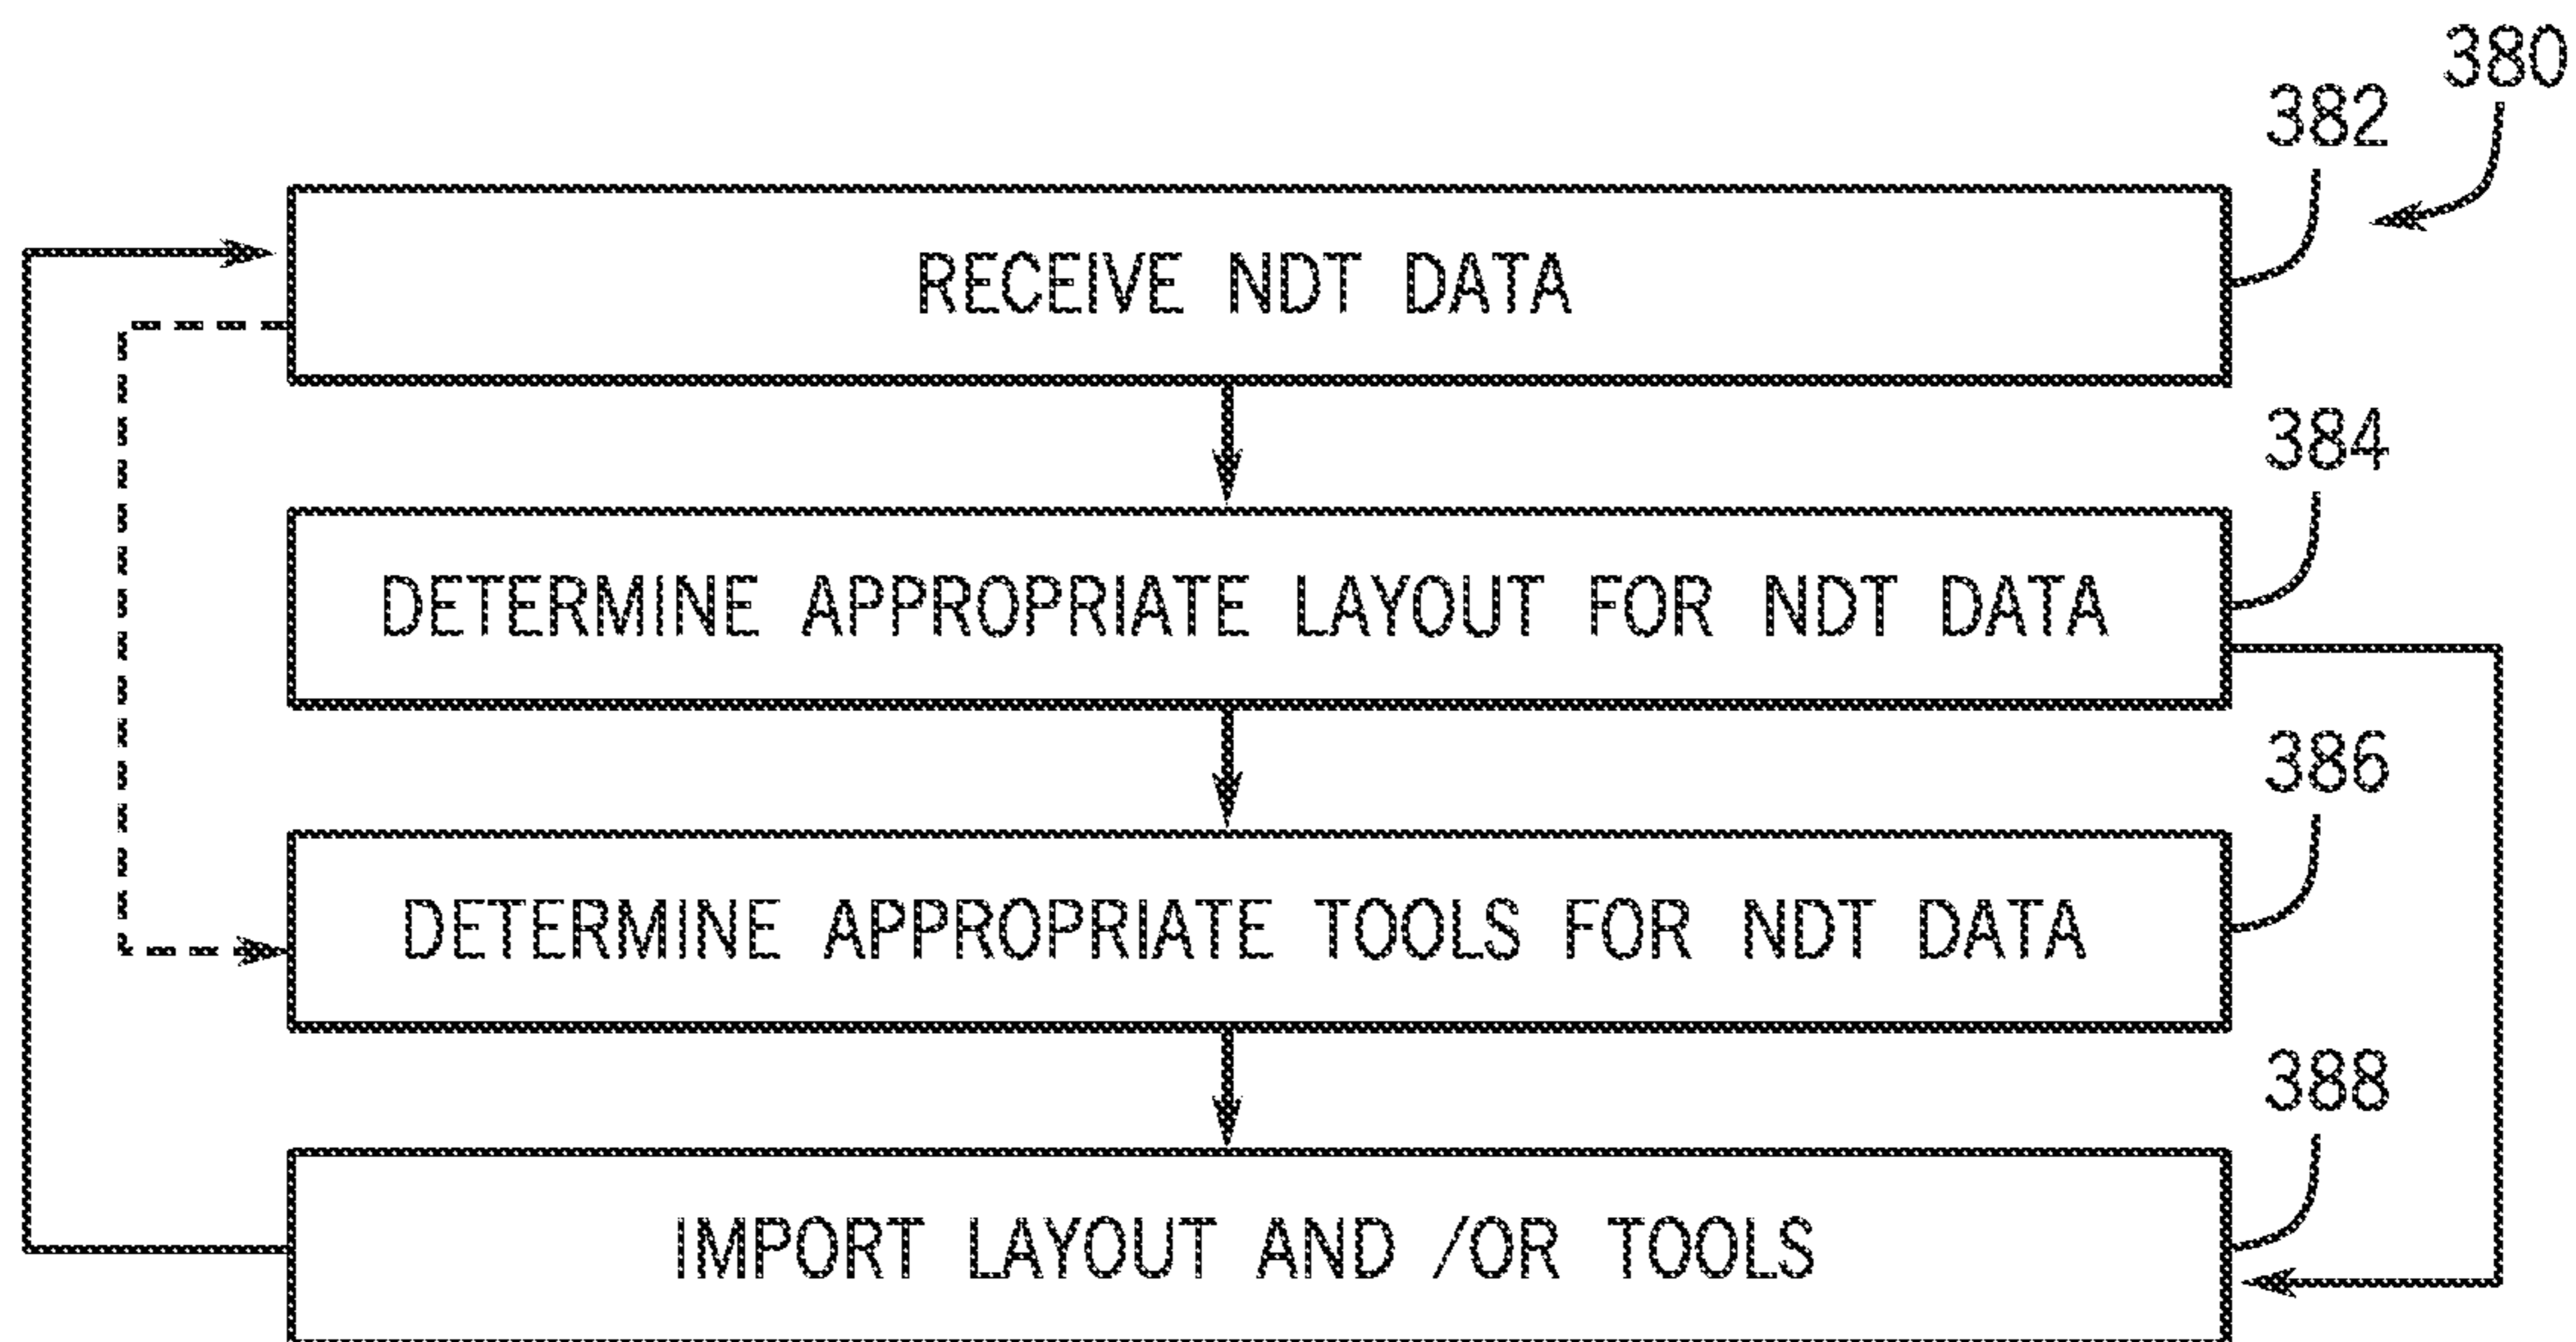 380
382
RECEIVE NDT DATA
384
DETERMINE APPROPRIATE LAYOUT FOR NDT DATA
386
DETERMINE APPROPRIATE TOOLS FOR NDT DATA
388
IMPORT LAYOUT AND /OR TOOLS